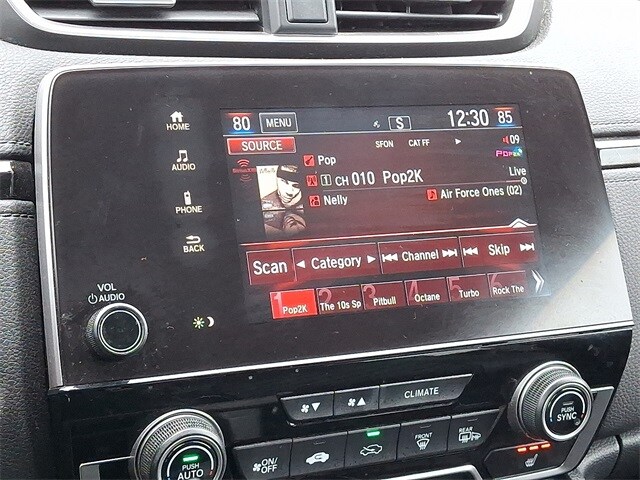 80 MENU S 12:30 85
HOME
SOURCE SFON CAT FF 09
SiriusXM Pop
AUDIO
1 CH 010 Pop2K Live
Nelly Air Force Ones (02)
PHONE
BACK
Scan Category Channel Skip
VOL
AUDIO
1 Pop2K 2 The 10s Sp 3 Pitbull 4 Octane 5 Turbo 6 Rock The
CLIMATE
PUSH SYNC
PUSH AUTO
ON/OFF
FRONT
REAR